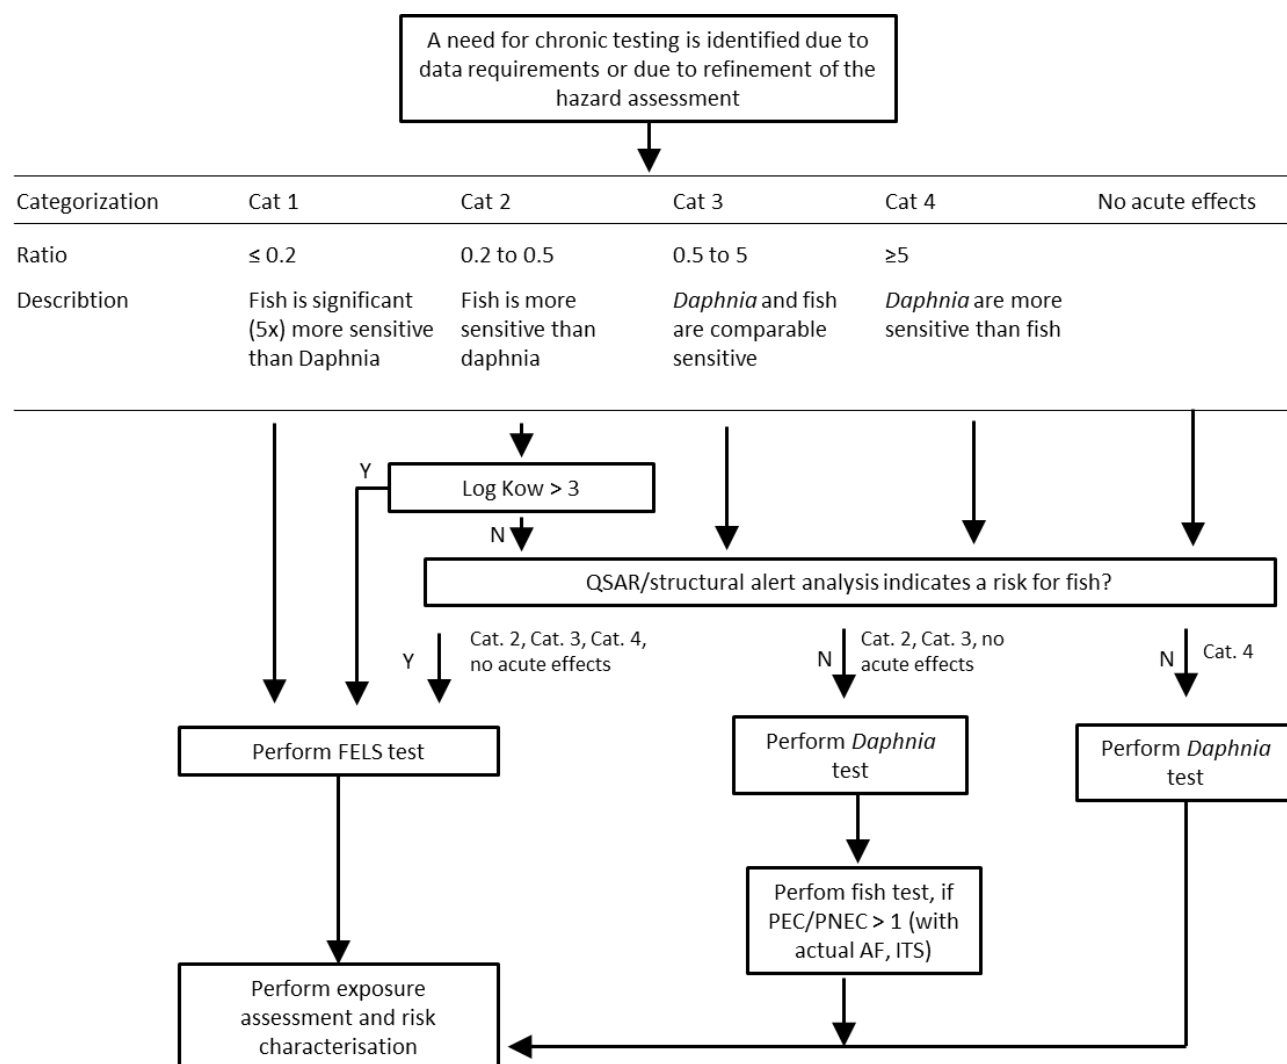 A need for chronic testing is identified due to
data requirements or due to refinement of the
hazard assessment
Categorization Cat 1 Cat 2 Cat 3 Cat 4 No acute effects
Ratio ≤ 0.2 0.2 to 0.5 0.5 to 5 ≥5
Describtion Fish is significant Fish is more Daphnia and fish Daphnia are more
(5x) more sensitive sensitive than are comparable sensitive than fish
than Daphnia daphnia sensitive
Y
Log Kow > 3
N
QSAR/structural alert analysis indicates a risk for fish?
Y
Cat. 2, Cat. 3, Cat. 4,
no acute effects
N
Cat. 2, Cat. 3, no
acute effects
N
Cat. 4
Perform FELS test
Perform Daphnia
test
Perform Daphnia
test
Perfom fish test, if
PEC/PNEC > 1 (with
actual AF, ITS)
Perform exposure
assessment and risk
characterisation